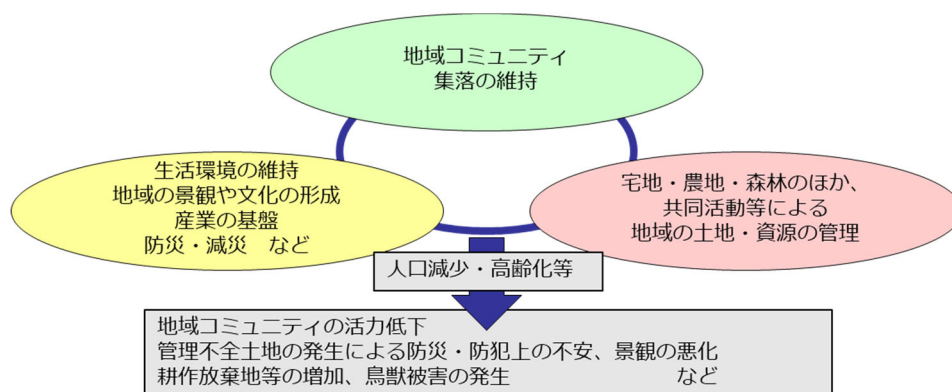 地域コミュニティ
集落の維持
生活環境の維持
地域の景観や文化の形成
産業の基盤
防災・減災　など
宅地・農地・森林のほか、
共同活動等による
地域の土地・資源の管理
人口減少・高齢化等
地域コミュニティの活力低下
管理不全土地の発生による防災・防犯上の不安、景観の悪化
耕作放棄地等の増加、鳥獣被害の発生　　　　　　　　　など